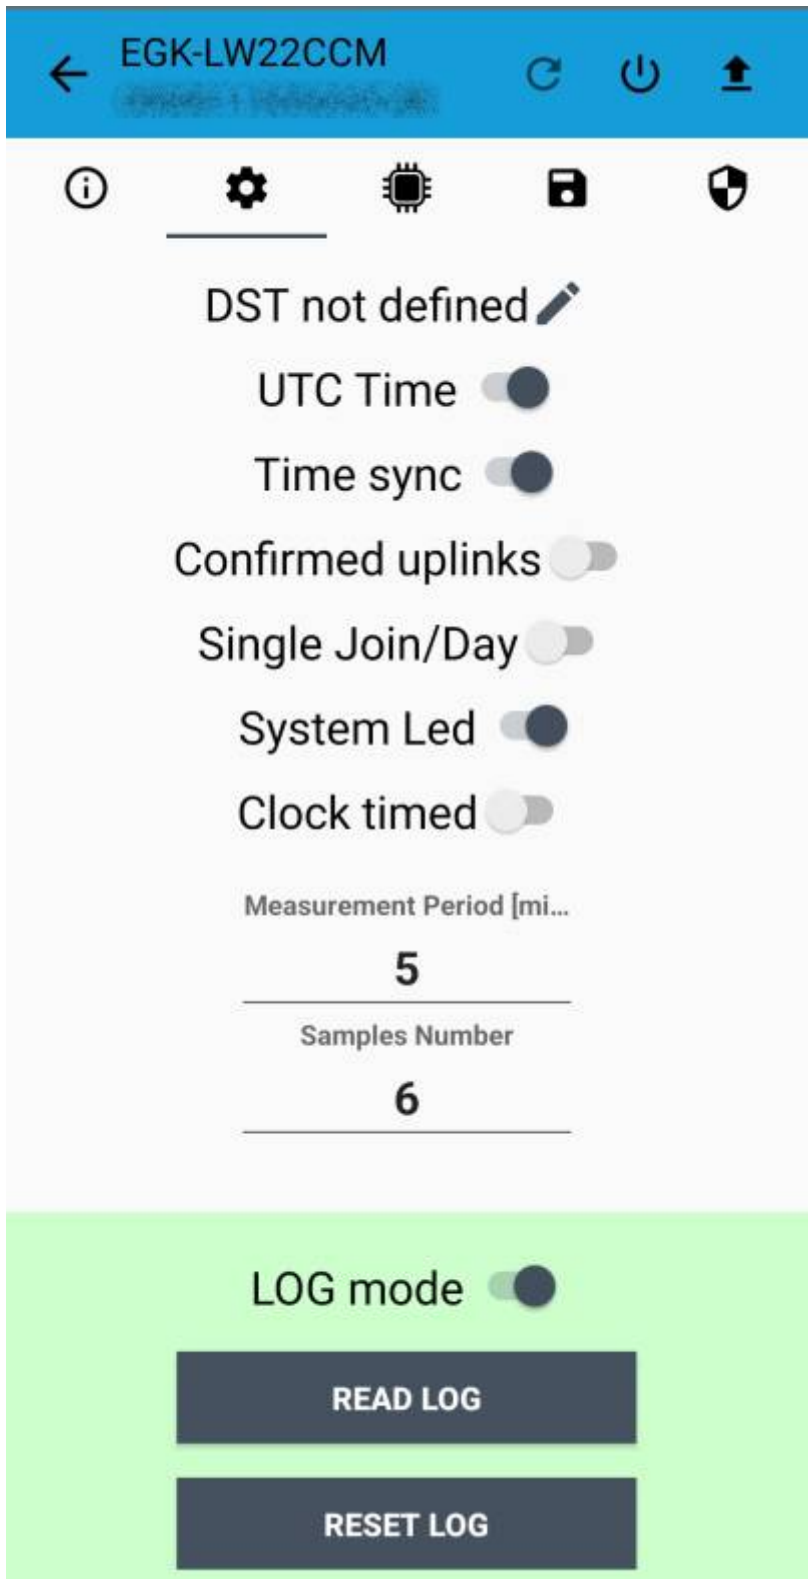 EGK-LW22CCM
DST not defined
UTC Time
Time sync
Confirmed uplinks
Single Join/Day
System Led
Clock timed
Measurement Period [mi...
5
Samples Number
6
LOG mode
READ LOG
RESET LOG